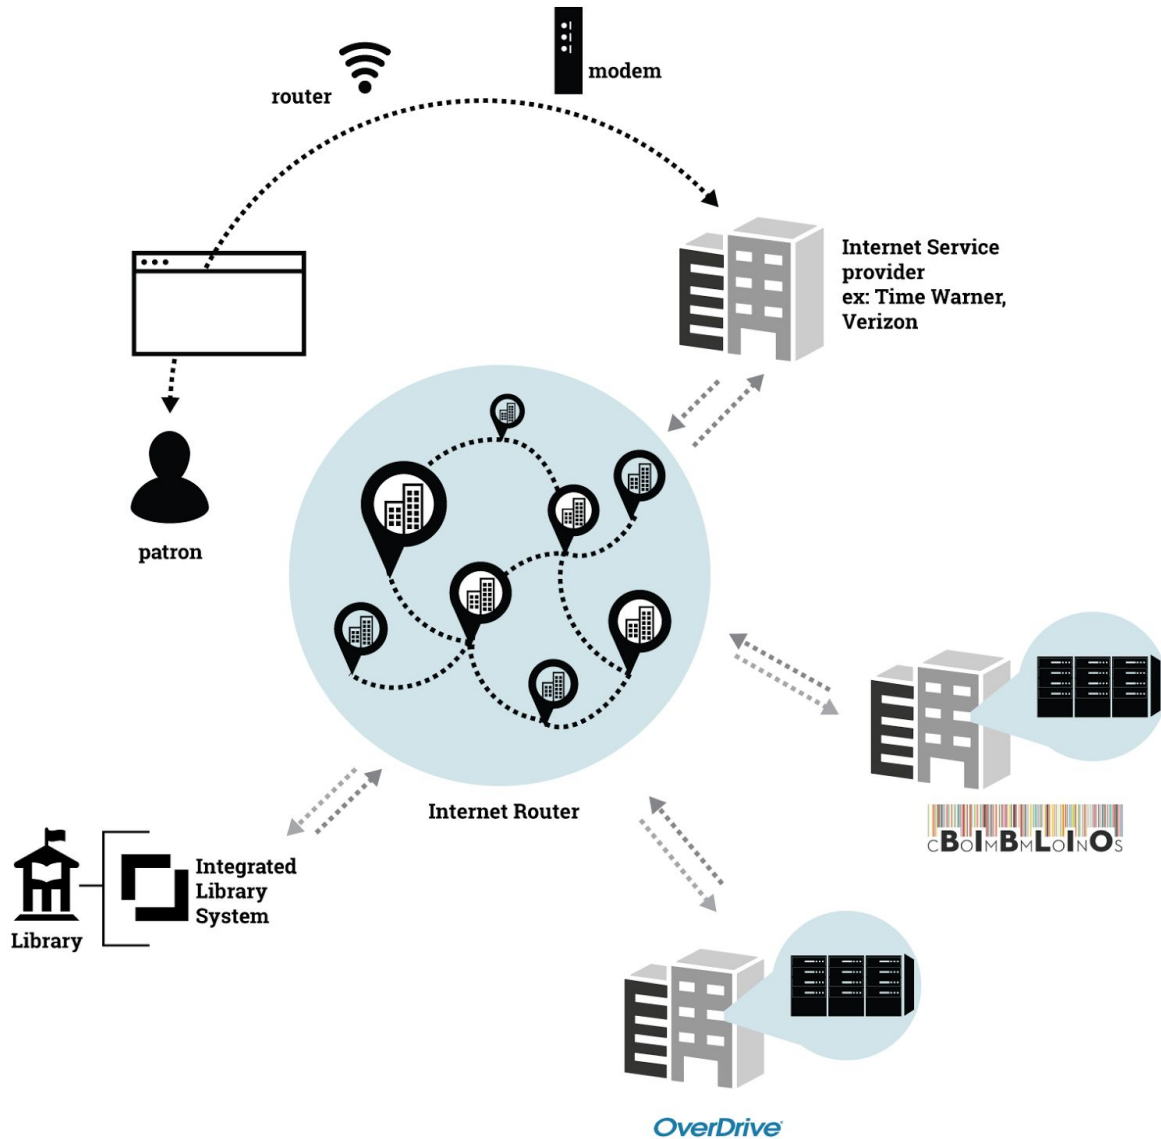 router
modem
Internet Service
provider
ex: Time Warner,
Verizon
patron
Internet Router
CBOIMBMLOINOS
Integrated
Library
System
Library
OverDrive